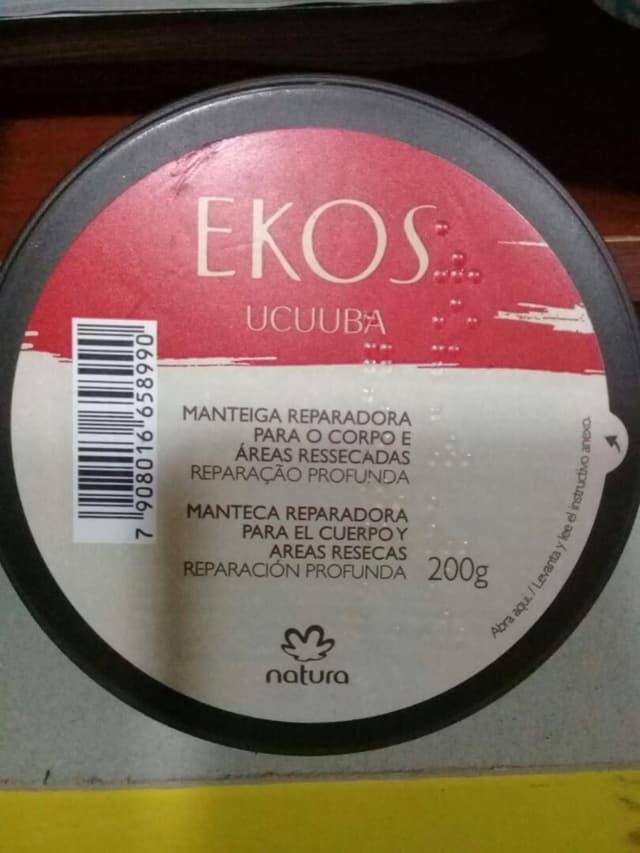 EKOS
UCUUBA
MANTEIGA REPARADORA
PARA O CORPO E
ÁREAS RESSECADAS
REPARAÇÃO PROFUNDA
MANTECA REPARADORA
PARA EL CUERPO Y
AREAS RESECAS
REPARACIÓN PROFUNDA 200g
natura
7 908016 658990
Abra aqui. / Levanta y lee el instructivo anexo.